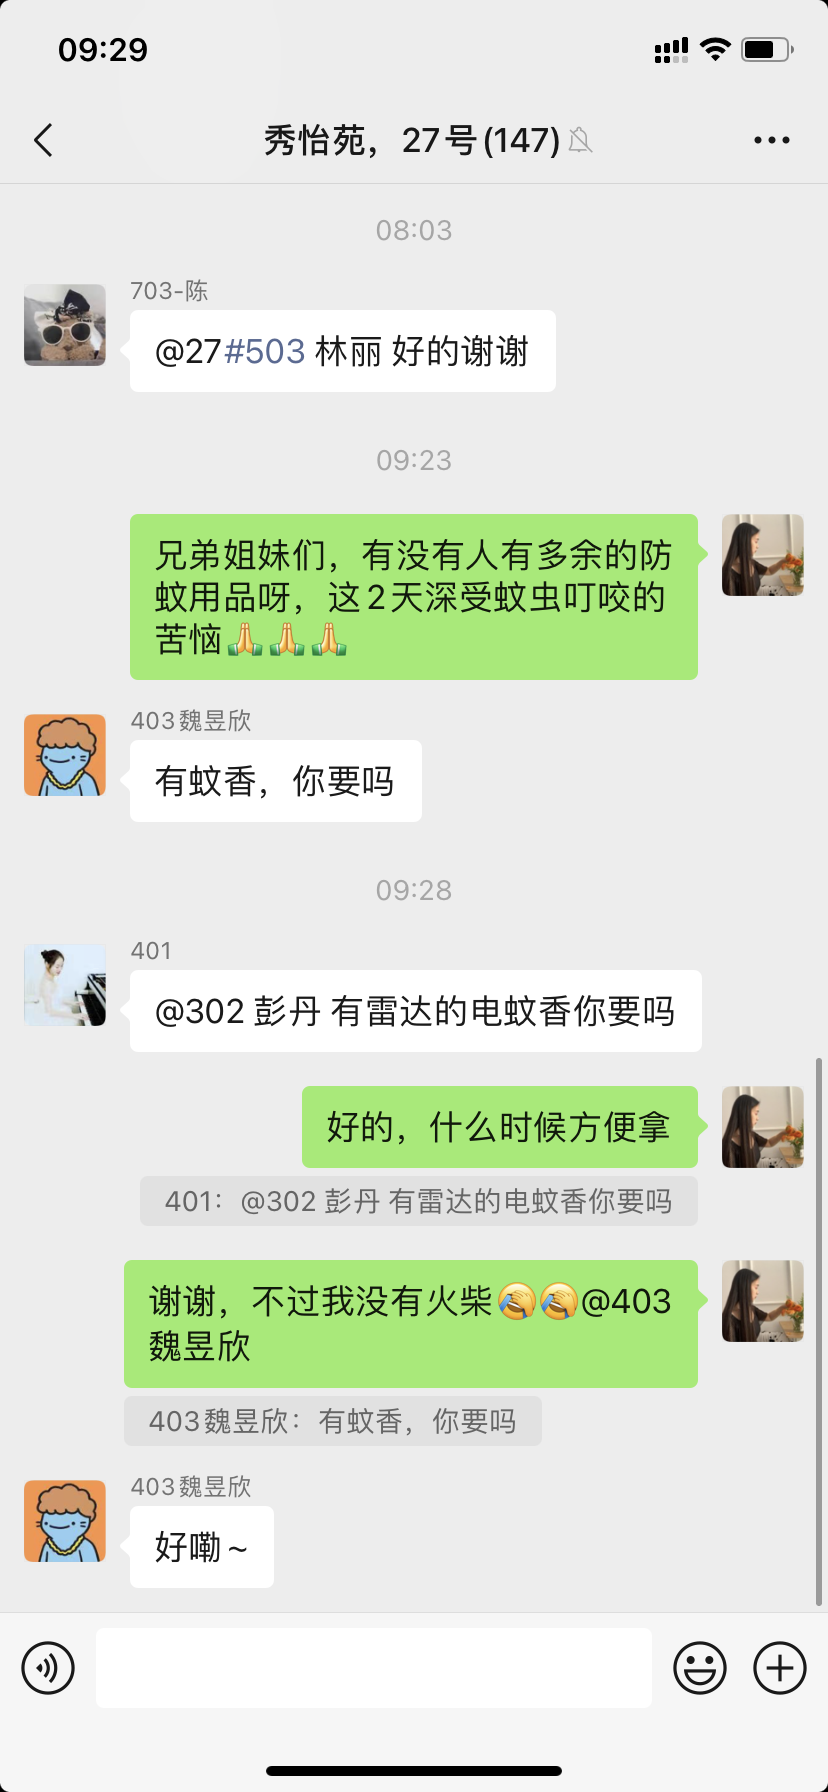 09:29
秀怡苑，27号(147)
08:03
703-陈
@27#503 林丽 好的谢谢
09:23
兄弟姐妹们，有没有人有多余的防
蚊用品呀，这2天深受蚊虫叮咬的
苦恼🙏🙏🙏
403魏昱欣
有蚊香，你要吗
09:28
401
@302 彭丹 有雷达的电蚊香你要吗
好的，什么时候方便拿
401：@302 彭丹 有雷达的电蚊香你要吗
谢谢，不过我没有火柴🤦🤦@403
魏昱欣
403魏昱欣：有蚊香，你要吗
403魏昱欣
好嘞~